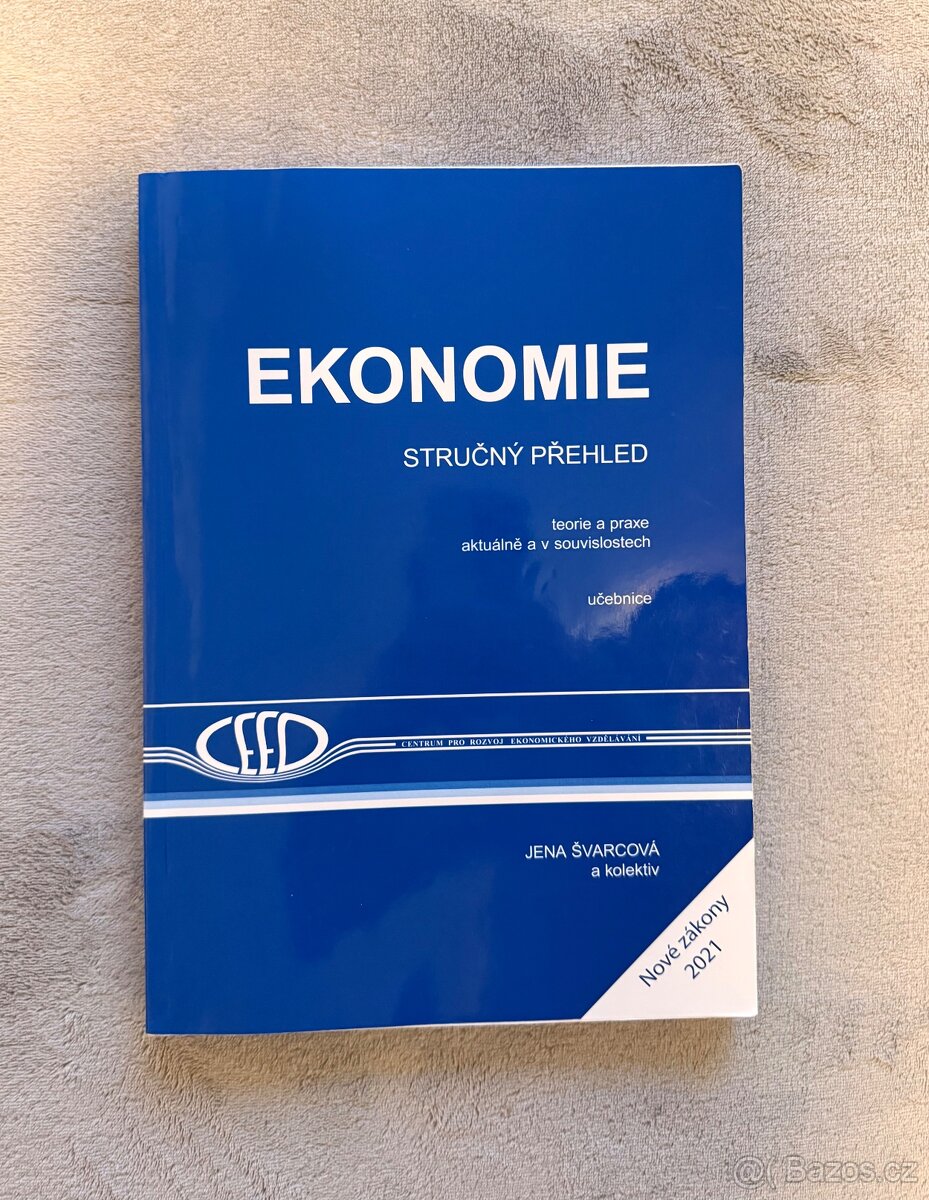 EKONOMIE
STRUČNÝ PŘEHLED
teorie a praxe
aktuálně a v souvislostech
učebnice
CEED
CENTRUM PRO ROZVOJ EKONOMICKÉHO VZDĚLÁVÁNÍ
JENA ŠVARCOVÁ
a kolektiv
Nové zákony
2021
@( Bazos.cz